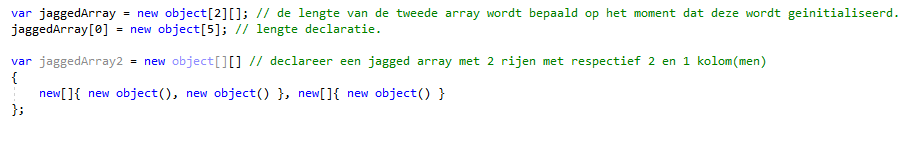 var jaggedArray = new object[2][]; // de lengte van de tweede array wordt bepaald op het moment dat deze wordt geinitialiseerd.
jaggedArray[0] = new object[5]; // lengte declaratie.
var jaggedArray2 = new object[][] // declareer een jagged array met 2 rijen met respectief 2 en 1 kolom(men)
{
new[]{ new object(), new object() }, new[]{ new object() }
};